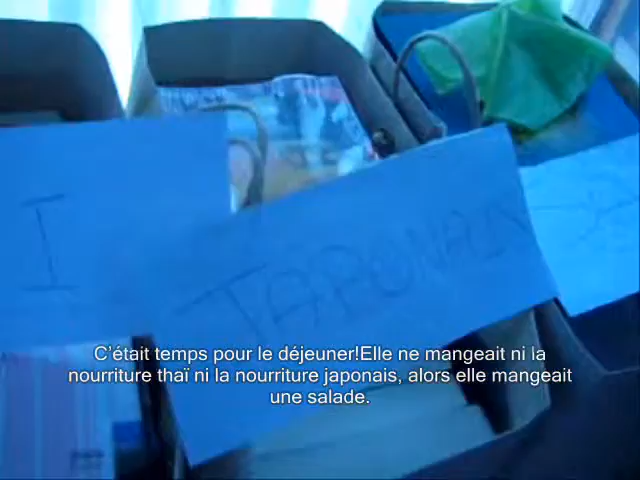 I
JAPONAIS
C'était temps pour le déjeuner!Elle ne mangeait ni la
nourriture thaï ni la nourriture japonais, alors elle mangeait
une salade.